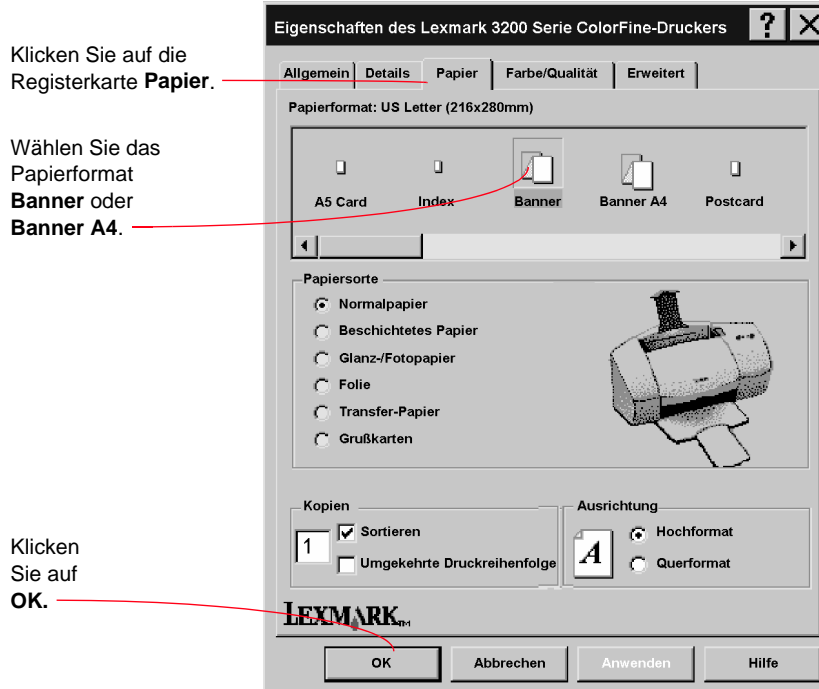 Eigenschaften des Lexmark 3200 Serie ColorFine-Druckers
Klicken Sie auf die
Registerkarte Papier.
Allgemein Details Papier Farbe/Qualität Erweitert
Papierformat: US Letter (216x280mm)
Wählen Sie das
Papierformat
Banner oder
Banner A4.
A5 Card Index Banner Banner A4 Postcard
Papiersorte
Normalpapier
Beschichtetes Papier
Glanz-/Fotopapier
Folie
Transfer-Papier
Grußkarten
Kopien
1
Sortieren
Umgekehrte Druckreihenfolge
Ausrichtung
A
Hochformat
Querformat
Klicken
Sie auf
OK.
LEXMARK™
OK Abbrechen Anwenden Hilfe